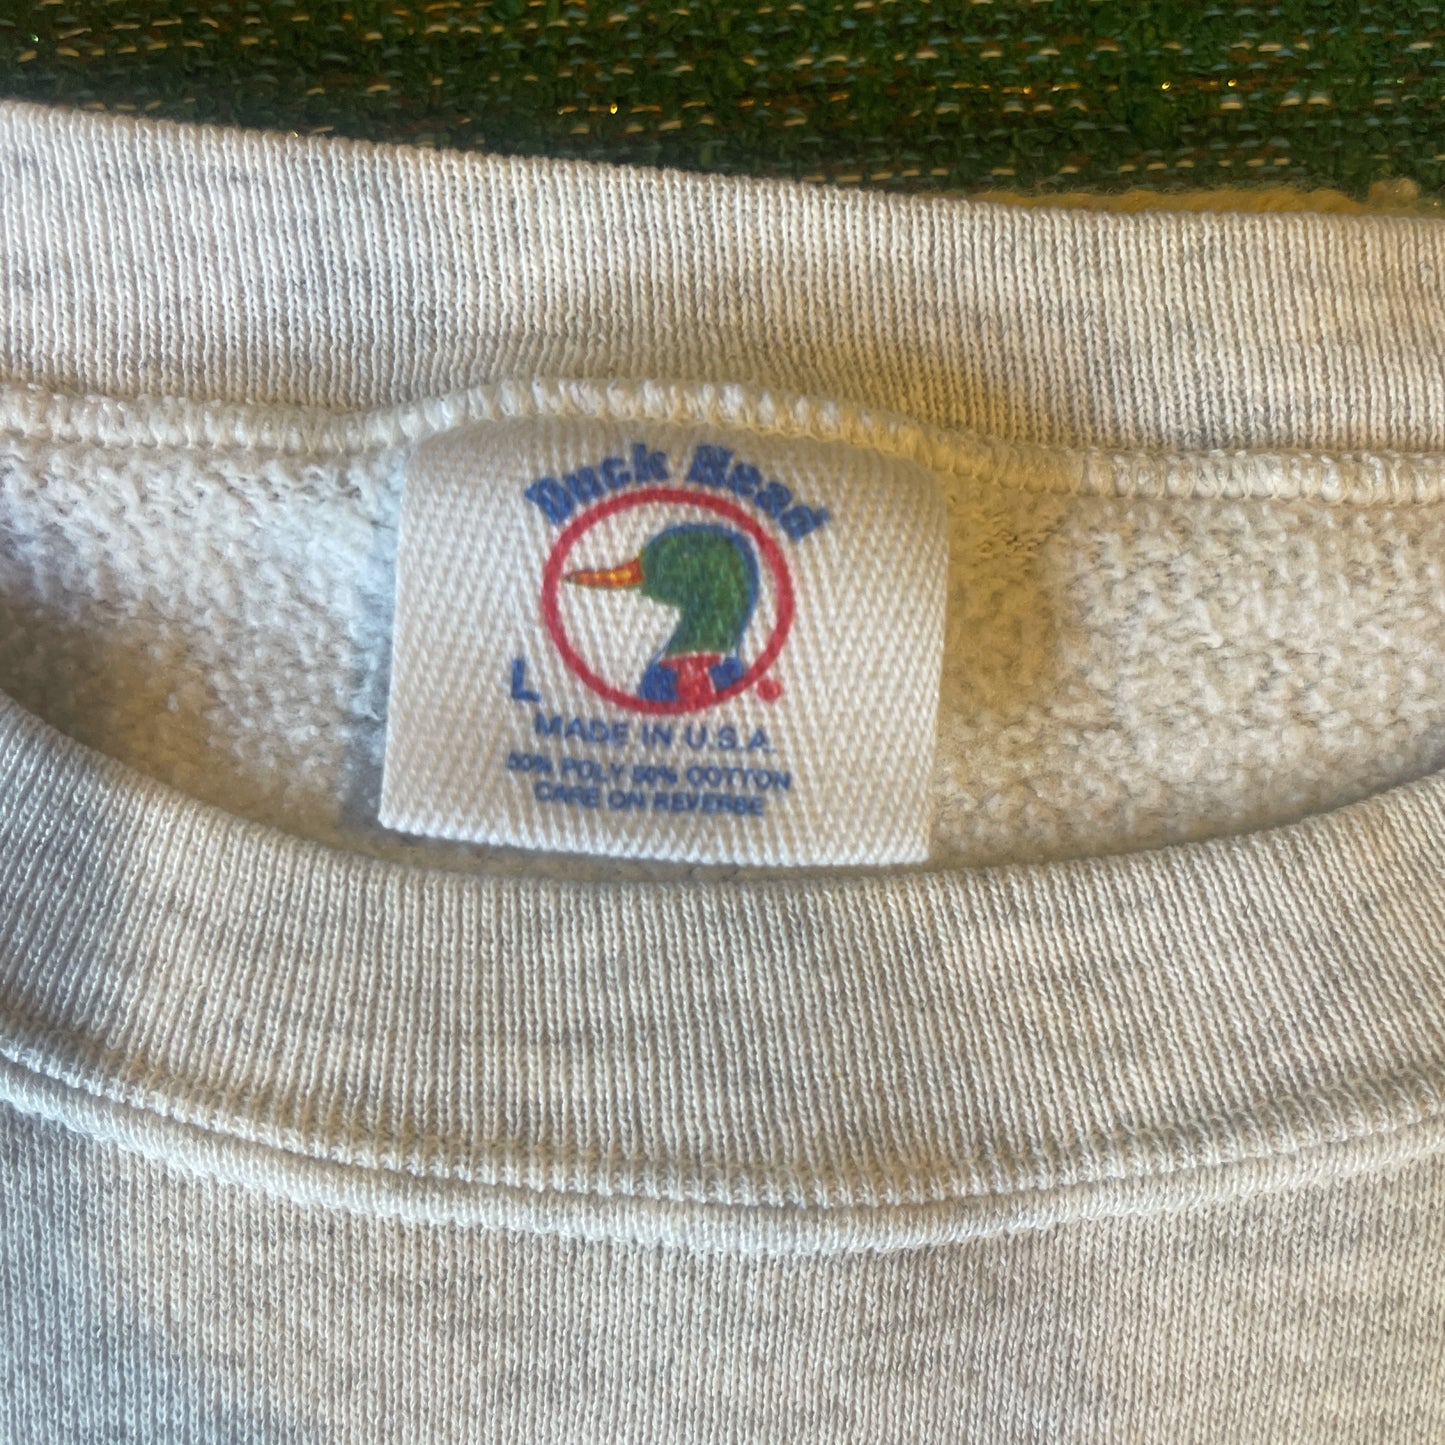 Duck Head
L
MADE IN U.S.A.
50% POLY 50% COTTON
CARE ON REVERSE